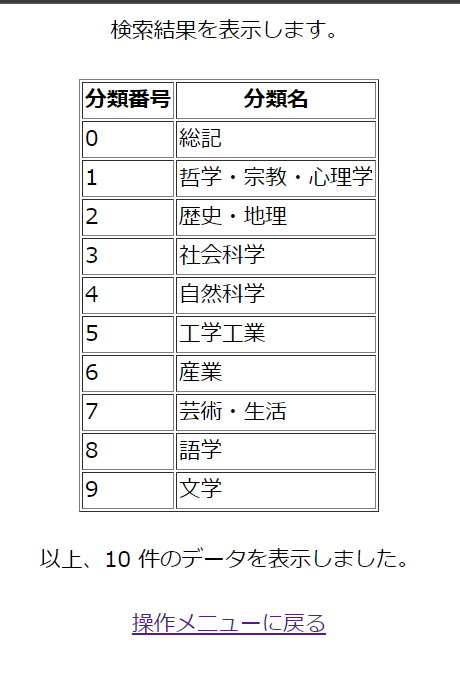 検索結果を表示します。
分類番号 分類名
0 総記
1 哲学・宗教・心理学
2 歴史・地理
3 社会科学
4 自然科学
5 工学工業
6 産業
7 芸術・生活
8 語学
9 文学
以上、10 件のデータを表示しました。
操作メニューに戻る